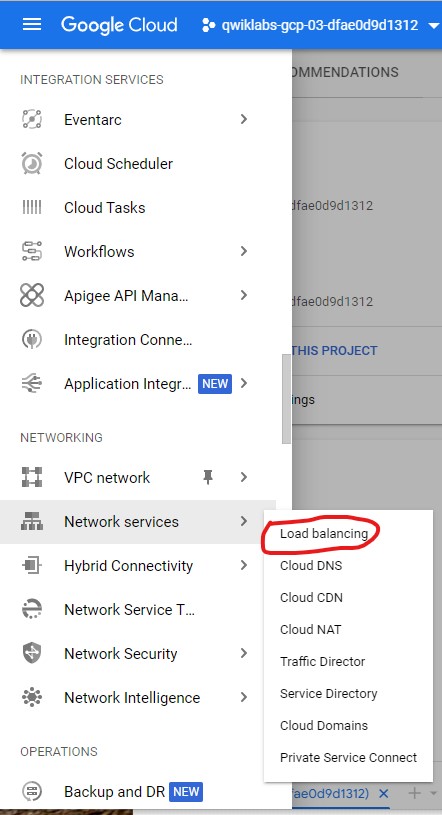 Google Cloud qwiklabs-gcp-03-dfae0d9d1312
INTEGRATION SERVICES
OMMENDATIONS
Eventarc
Cloud Scheduler
Cloud Tasks
dfae0d9d1312
Workflows
Apigee API Mana...
dfae0d9d1312
Integration Conne...
THIS PROJECT
Application Integr... NEW
ings
NETWORKING
VPC network
Network services
Load balancing
Hybrid Connectivity
Cloud DNS
Network Service T...
Cloud CDN
Cloud NAT
Network Security
Traffic Director
Network Intelligence
Service Directory
Cloud Domains
OPERATIONS
Private Service Connect
Backup and DR NEW
fae0d9d1312)